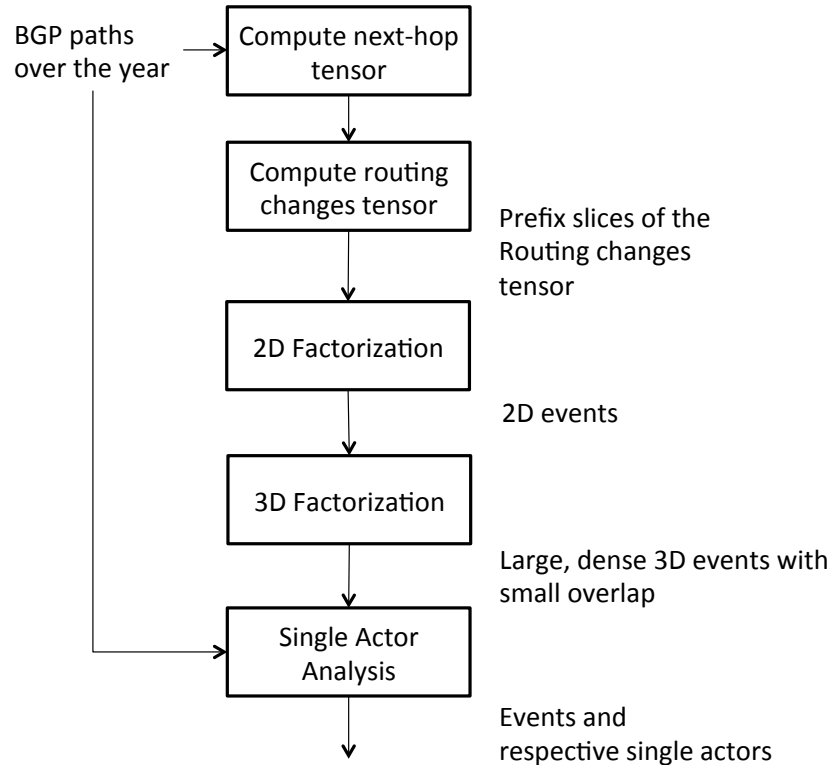 BGP paths
over the year
Compute next-hop
tensor
Compute routing
changes tensor
Prefix slices of the
Routing changes
tensor
2D Factorization
2D events
3D Factorization
Large, dense 3D events with
small overlap
Single Actor
Analysis
Events and
respective single actors